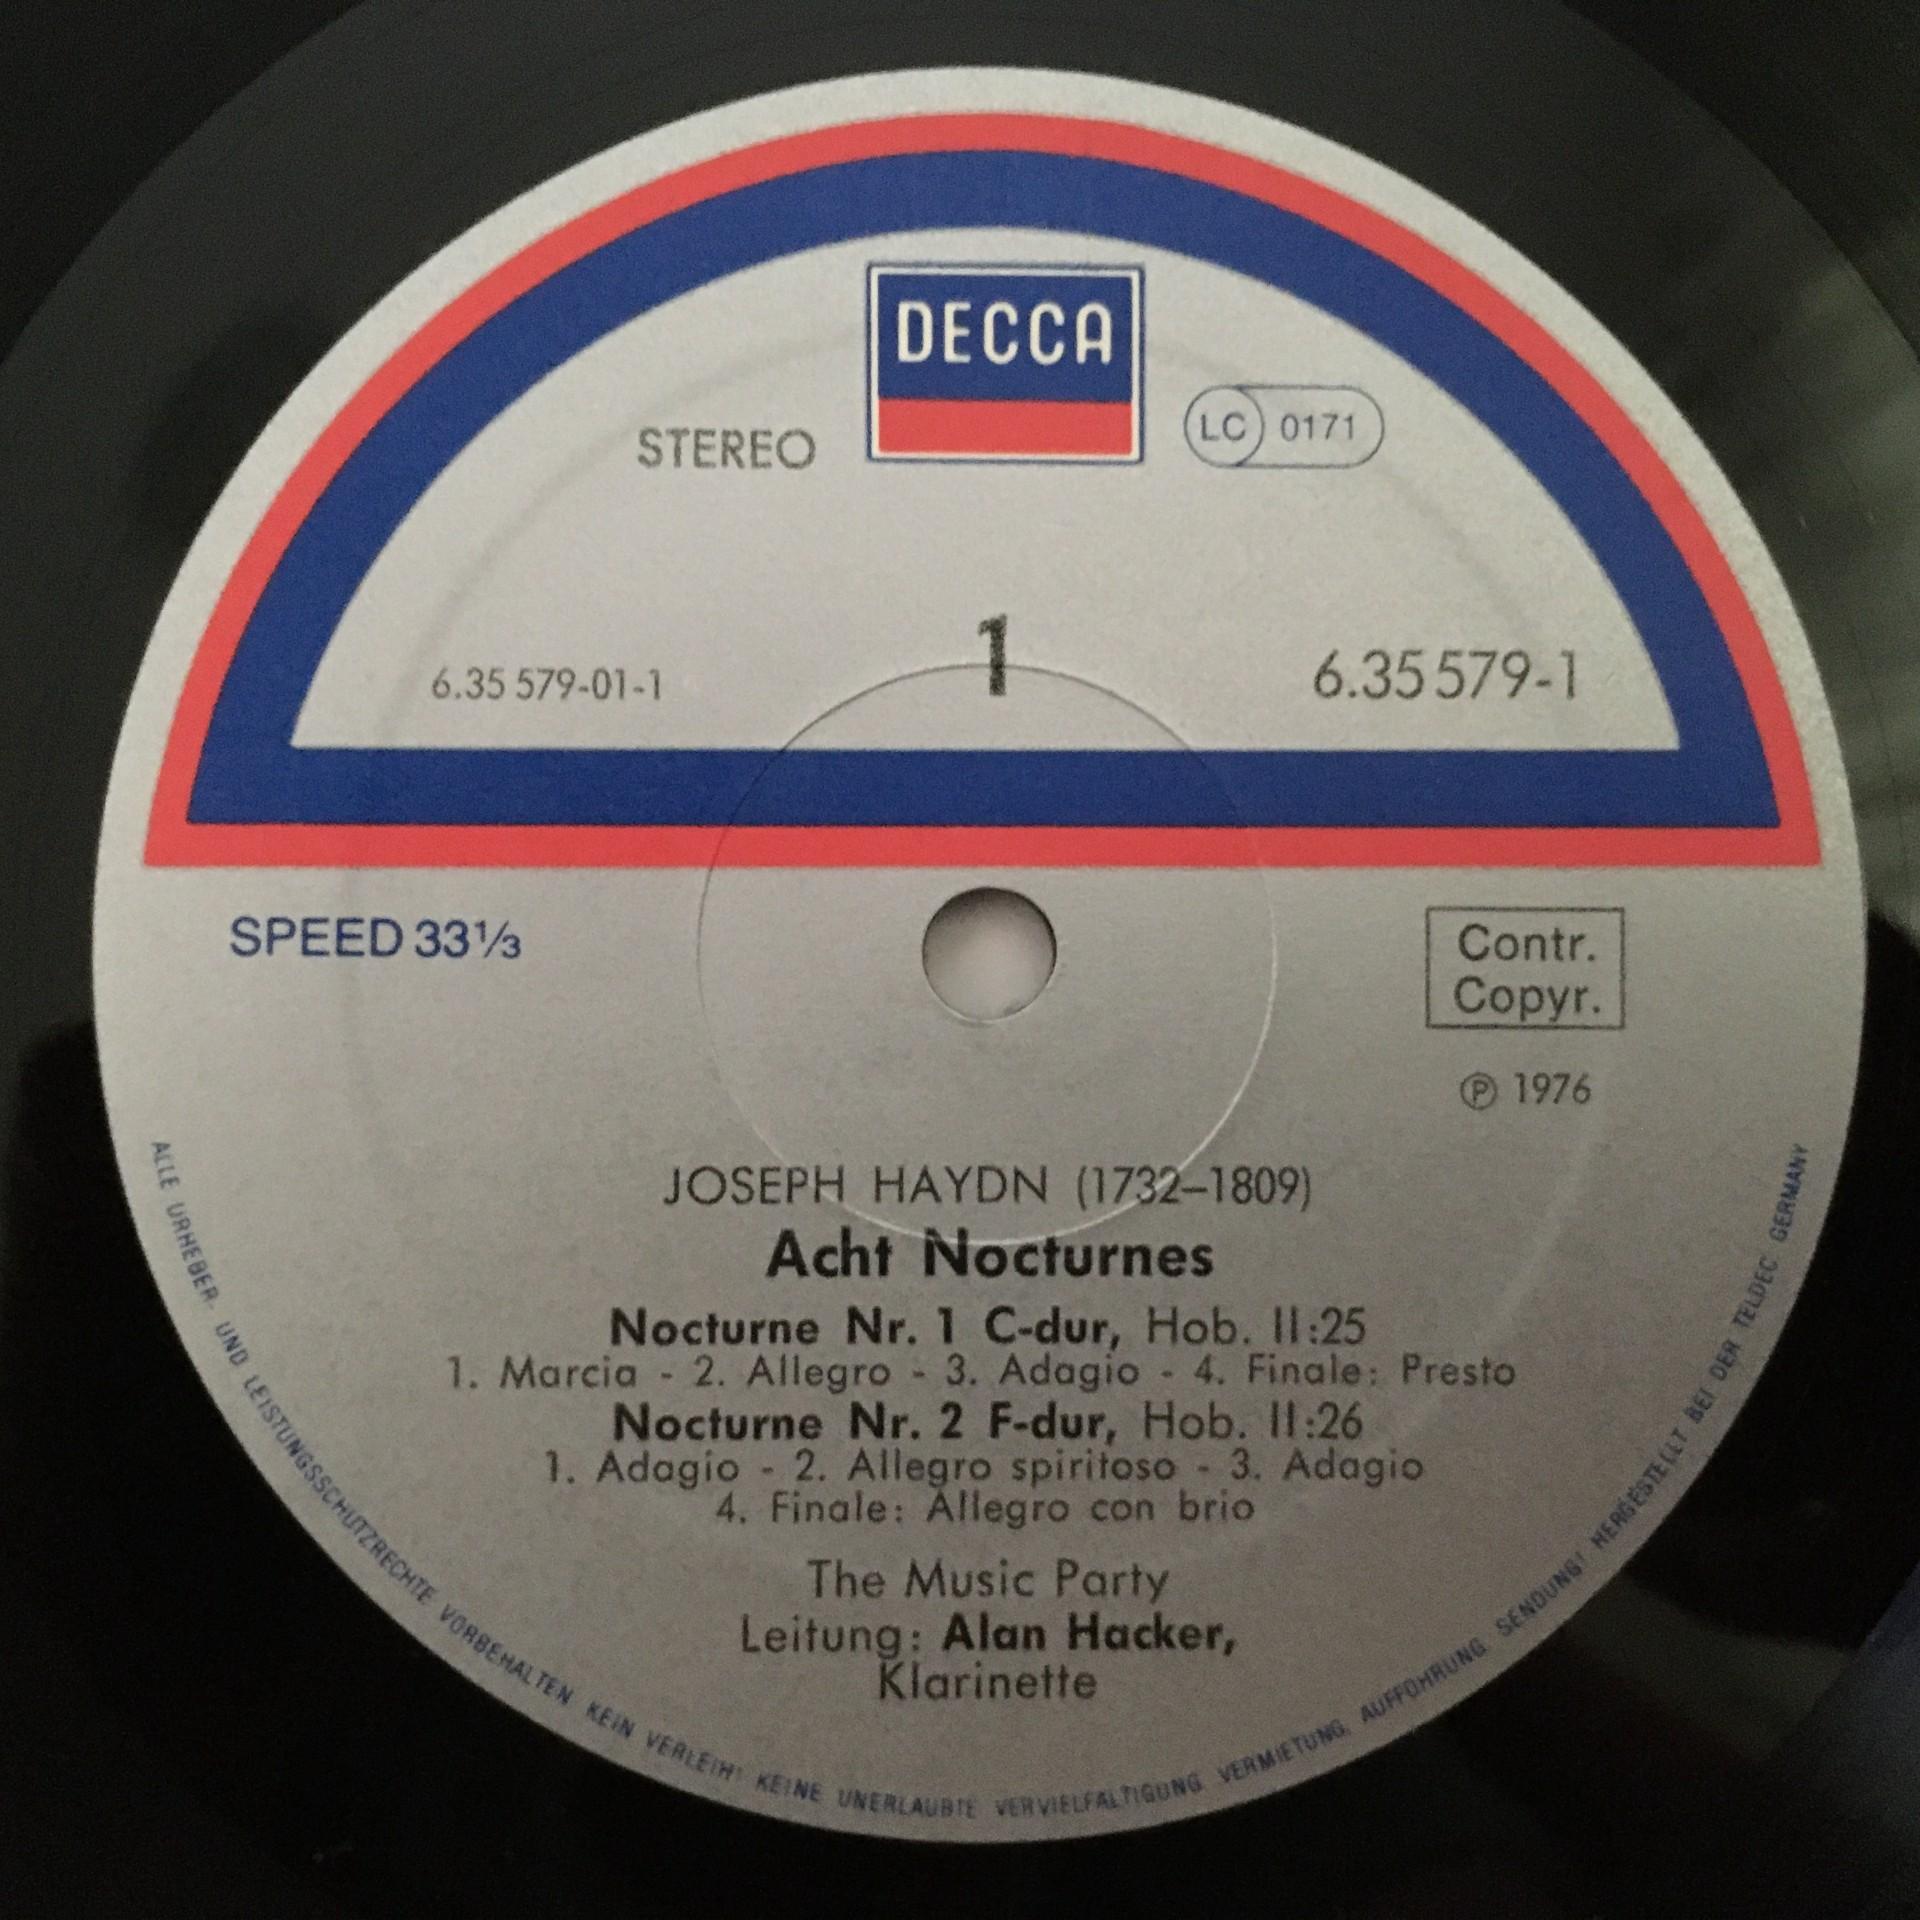 DECCA
STEREO
LC 0171
1
6.35 579-01-1
6.35579-1
SPEED 33⅓
Contr.
Copyr.
℗ 1976
JOSEPH HAYDN (1732–1809)
Acht Nocturnes
Nocturne Nr. 1 C-dur, Hob. II:25
1. Marcia - 2. Allegro - 3. Adagio - 4. Finale: Presto
Nocturne Nr. 2 F-dur, Hob. II:26
1. Adagio - 2. Allegro spiritoso - 3. Adagio
4. Finale: Allegro con brio
The Music Party
Leitung: Alan Hacker,
Klarinette
ALLE URHEBER- UND LEISTUNGSSCHUTZRECHTE VORBEHALTEN KEIN VERLEIH! KEINE UNERLAUBTE VERVIELFÄLTIGUNG, VERMIETUNG, AUFFÜHRUNG, SENDUNG! HERGESTELLT BEI DER TELDEC GERMANY